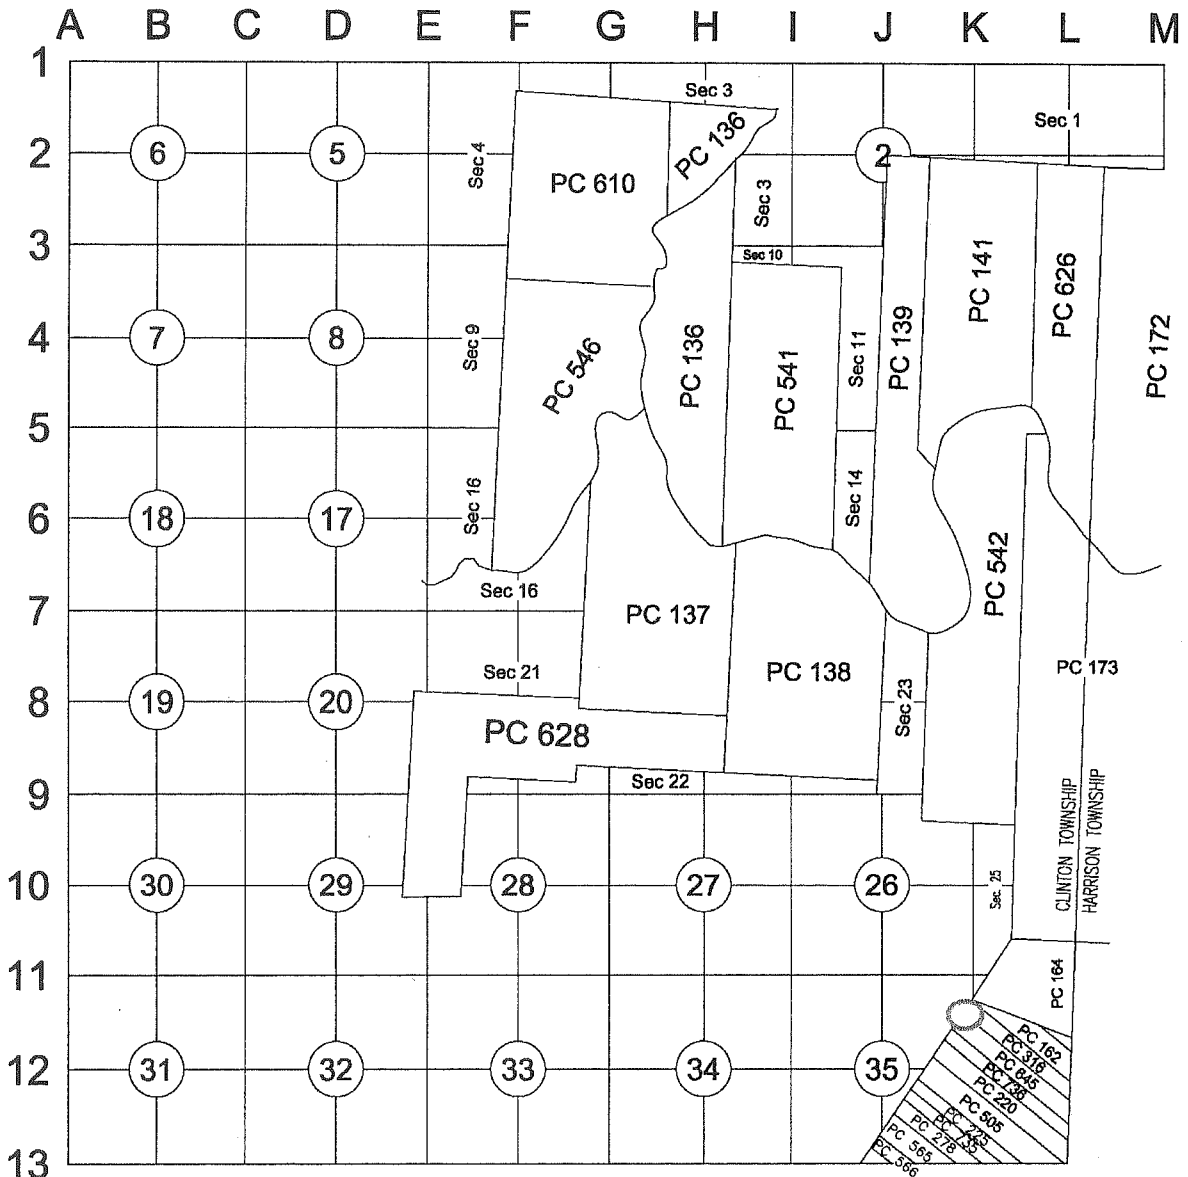 A B C D E F G H I J K L M
1
Sec 3
Sec 1
PC 136
2
6
5
Sec 4
2
PC 610
Sec 3
3
Sec 10
PC 141
PC 626
4
7
8
Sec 9
PC 546
PC 136
PC 541
Sec 11
PC 139
PC 172
5
Sec 16
Sec 14
6
18
17
PC 542
Sec 16
7
PC 137
Sec 21
PC 138
PC 173
8
19
20
Sec 23
PC 628
Sec 22
9
CLINTON TOWNSHIP
HARRISON TOWNSHIP
10
30
29
28
27
26
Sec. 25
11
PC 164
PC 162
PC 316
PC 645
PC 736
PC 220
12
31
32
33
34
35
PC 505
PC 225
PC 735
PC 278
PC 565
PC 566
13